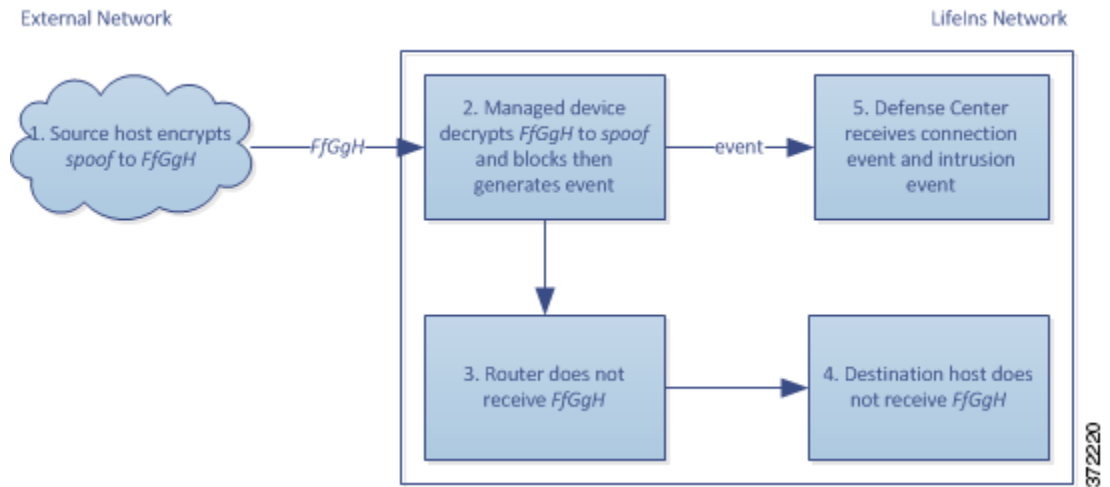 External Network
LifeIns Network
1. Source host encrypts
spoof to FfGgH
FfGgH
2. Managed device
decrypts FfGgH to spoof
and blocks then
generates event
event
5. Defense Center
receives connection
event and intrusion
event
3. Router does not
receive FfGgH
4. Destination host does
not receive FfGgH
372220